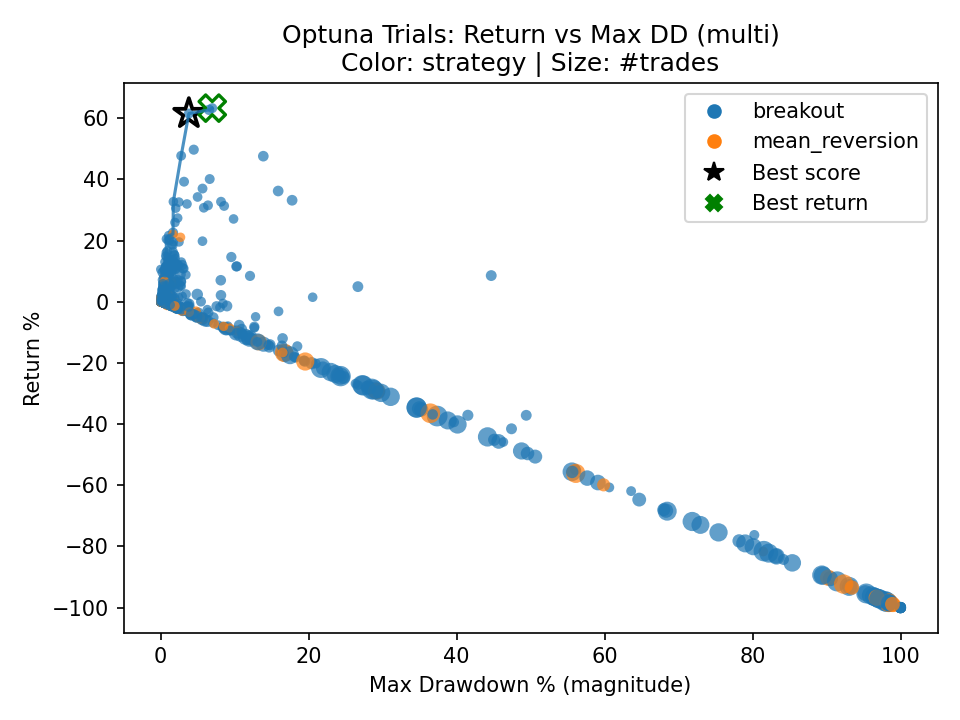 Optuna Trials: Return vs Max DD (multi)
Color: strategy | Size: #trades
breakout
mean_reversion
Best score
Best return
Return %
60
40
20
0
−20
−40
−60
−80
−100
0
20
40
60
80
100
Max Drawdown % (magnitude)